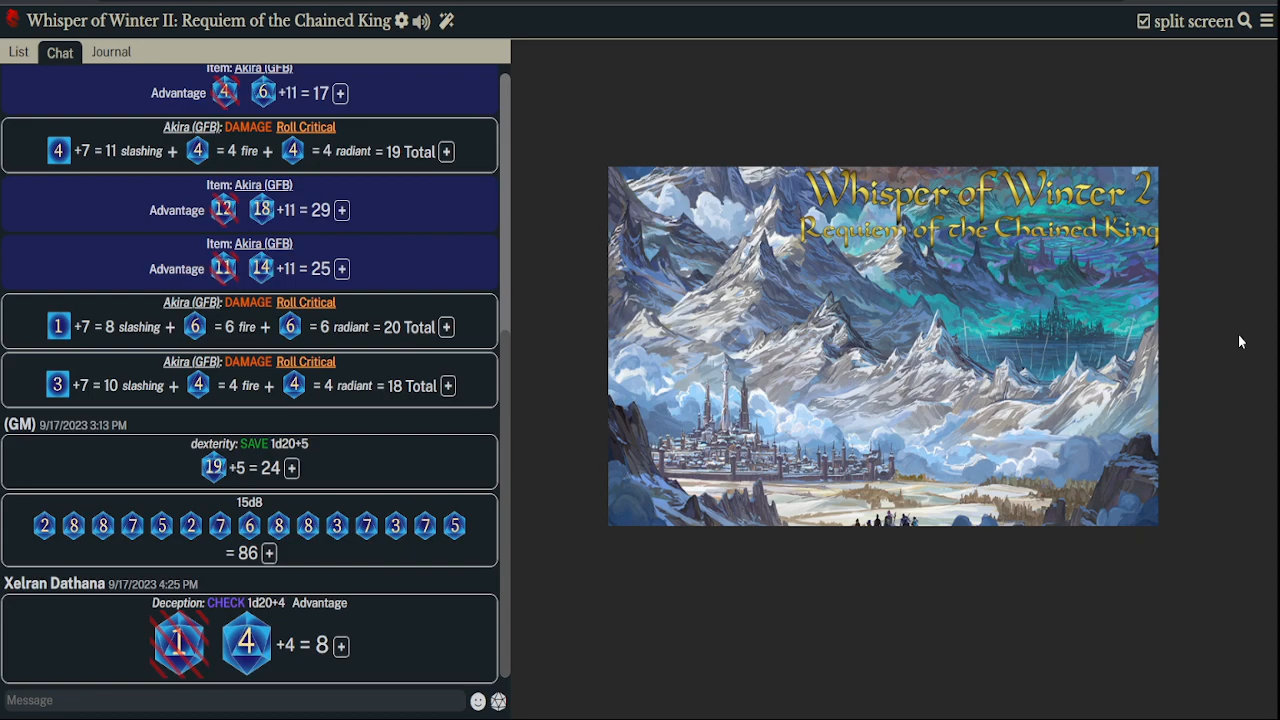 Whisper of Winter II: Requiem of the Chained King
split screen
List Chat Journal
Item: Akira (GFB)
Advantage 4 6 +11 = 17 +
Akira (GFB): DAMAGE Roll Critical
4 +7 = 11 slashing + 4 = 4 fire + 4 = 4 radiant = 19 Total +
Item: Akira (GFB)
Advantage 12 18 +11 = 29 +
Item: Akira (GFB)
Advantage 11 14 +11 = 25 +
Akira (GFB): DAMAGE Roll Critical
1 +7 = 8 slashing + 6 = 6 fire + 6 = 6 radiant = 20 Total +
Akira (GFB): DAMAGE Roll Critical
3 +7 = 10 slashing + 4 = 4 fire + 4 = 4 radiant = 18 Total +
(GM) 9/17/2023 3:13 PM
dexterity: SAVE 1d20+5
19 +5 = 24 +
15d8
2 8 8 7 5 2 7 6 8 8 3 7 3 7 5
= 86 +
Xelran Dathana 9/17/2023 4:25 PM
Deception: CHECK 1d20+4 Advantage
1 4 +4 = 8 +
Message
Whisper of Winter 2
Requiem of the Chained King